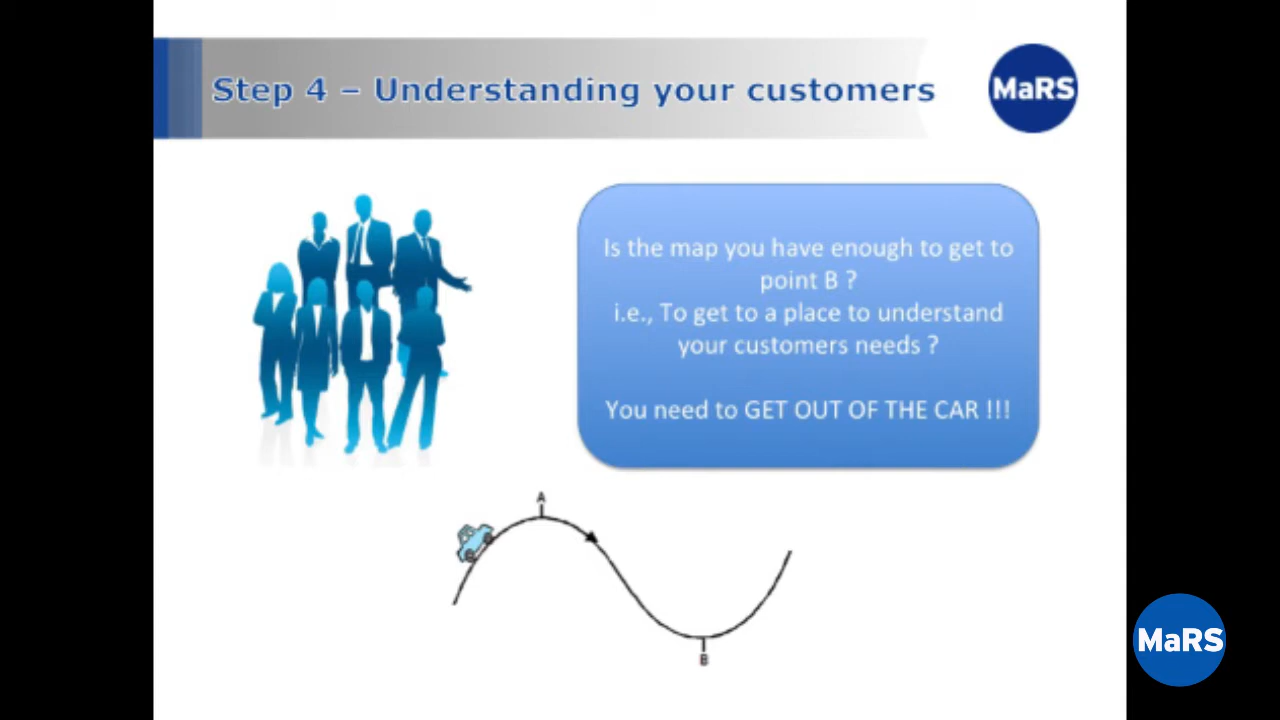 Step 4 – Understanding your customers
MaRS
Is the map you have enough to get to
point B ?
i.e., To get to a place to understand
your customers needs ?
You need to GET OUT OF THE CAR !!!
A
B
MaRS